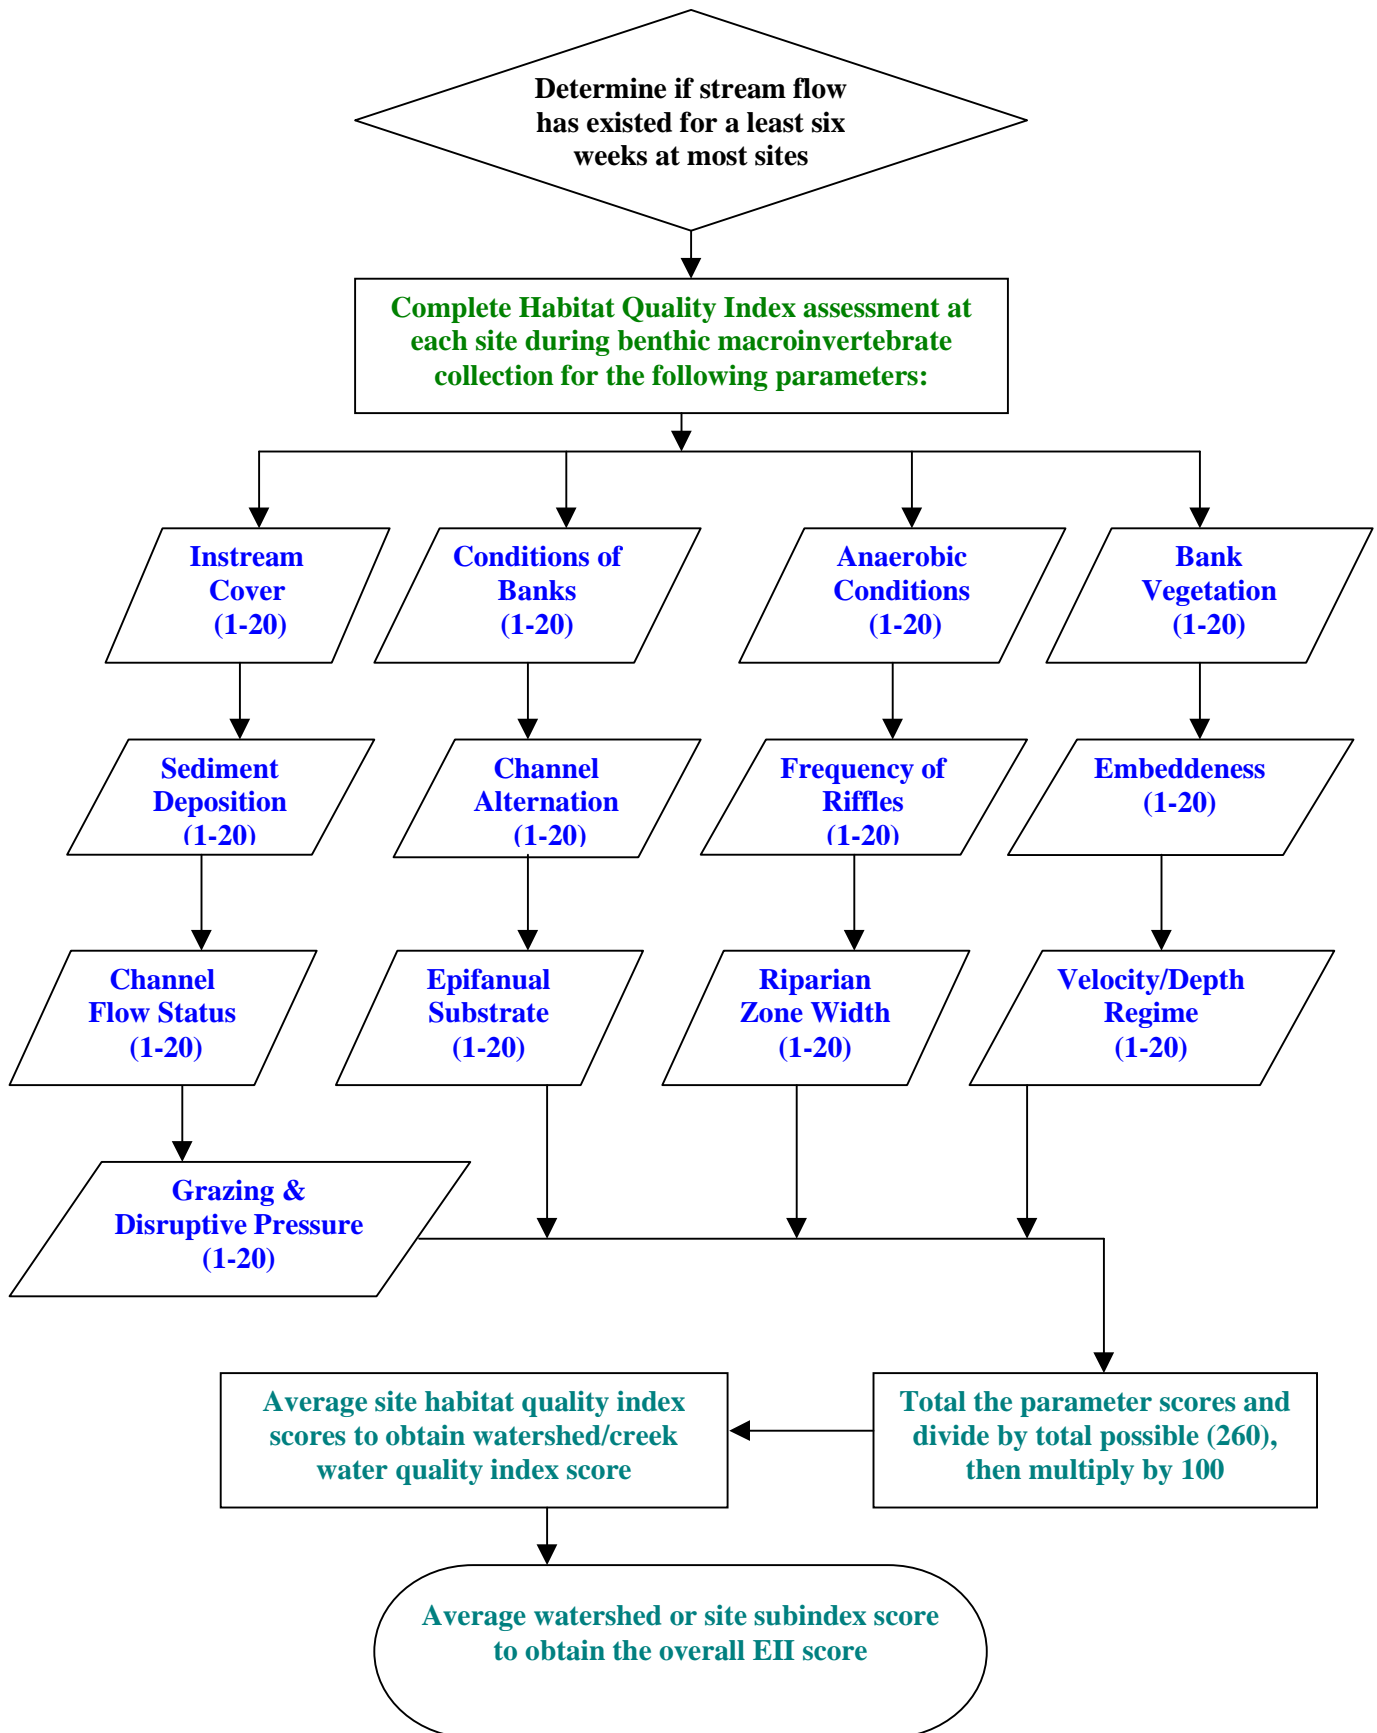 Determine if stream flow
has existed for a least six
weeks at most sites
Complete Habitat Quality Index assessment at
each site during benthic macroinvertebrate
collection for the following parameters:
Instream
Cover
(1-20)
Conditions of
Banks
(1-20)
Anaerobic
Conditions
(1-20)
Bank
Vegetation
(1-20)
Sediment
Deposition
(1-20)
Channel
Alternation
(1-20)
Frequency of
Riffles
(1-20)
Embeddeness
(1-20)
Channel
Flow Status
(1-20)
Epifanual
Substrate
(1-20)
Riparian
Zone Width
(1-20)
Velocity/Depth
Regime
(1-20)
Grazing &
Disruptive Pressure
(1-20)
Total the parameter scores and
divide by total possible (260),
then multiply by 100
Average site habitat quality index
scores to obtain watershed/creek
water quality index score
Average watershed or site subindex score
to obtain the overall EII score